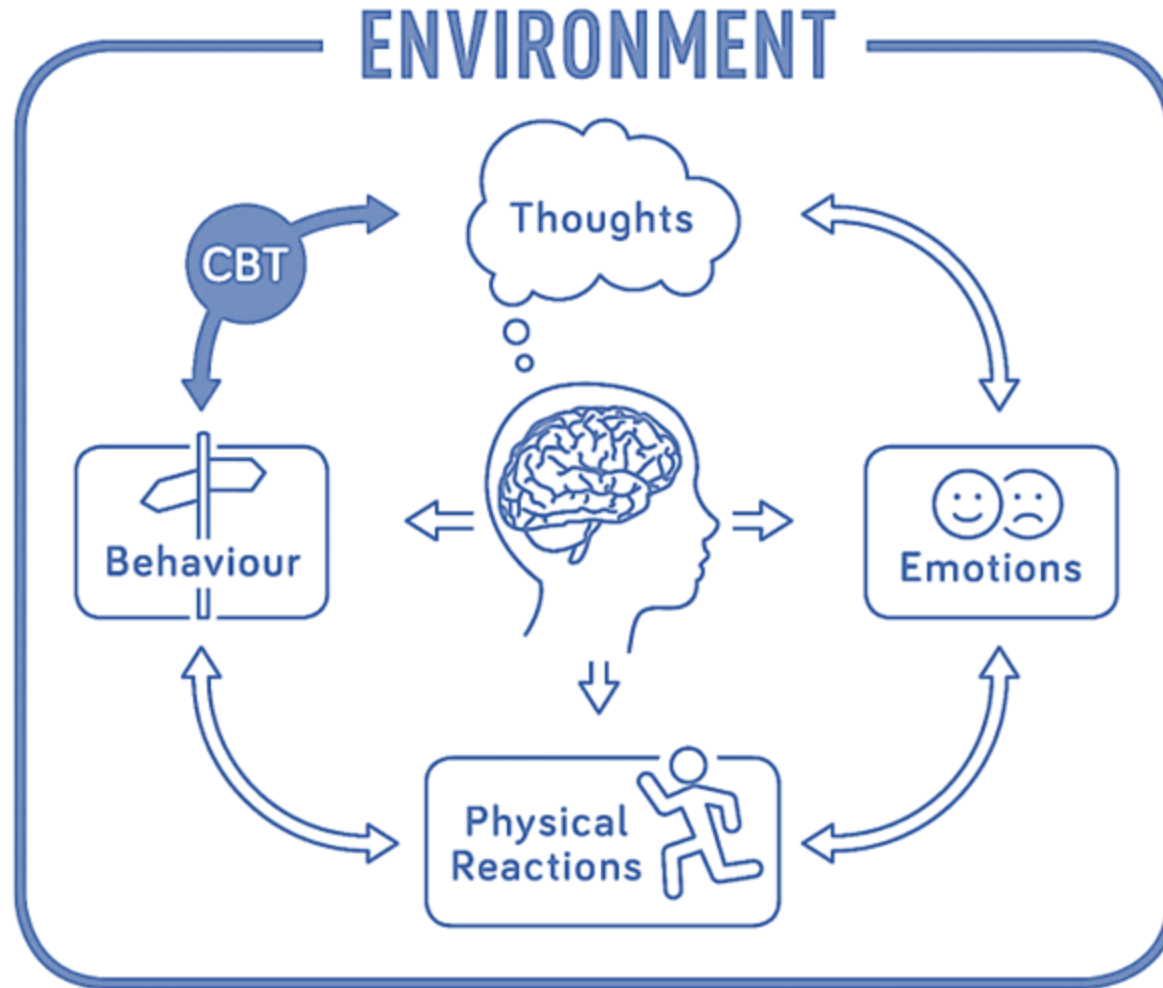 ENVIRONMENT
Thoughts
CBT
Behaviour
Emotions
Physical
Reactions